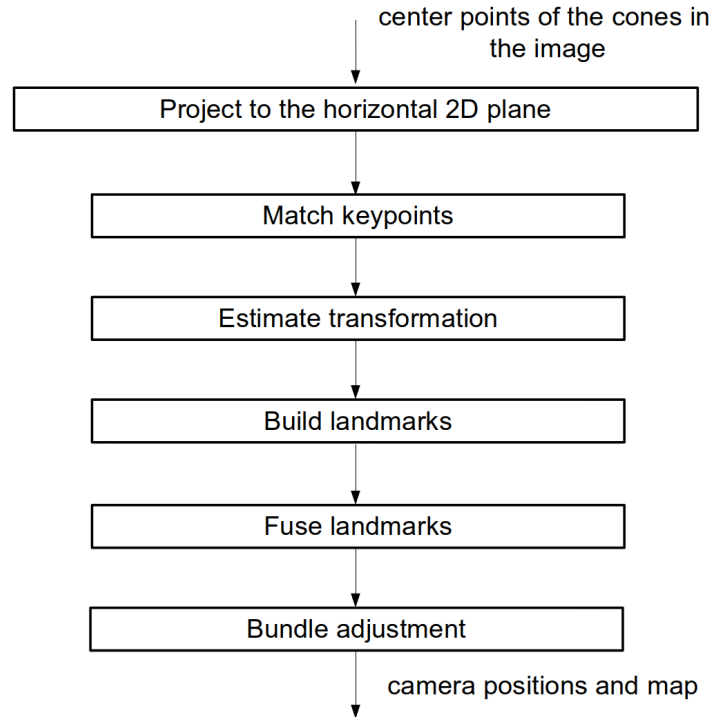 center points of the cones in
the image
Project to the horizontal 2D plane
Match keypoints
Estimate transformation
Build landmarks
Fuse landmarks
Bundle adjustment
camera positions and map